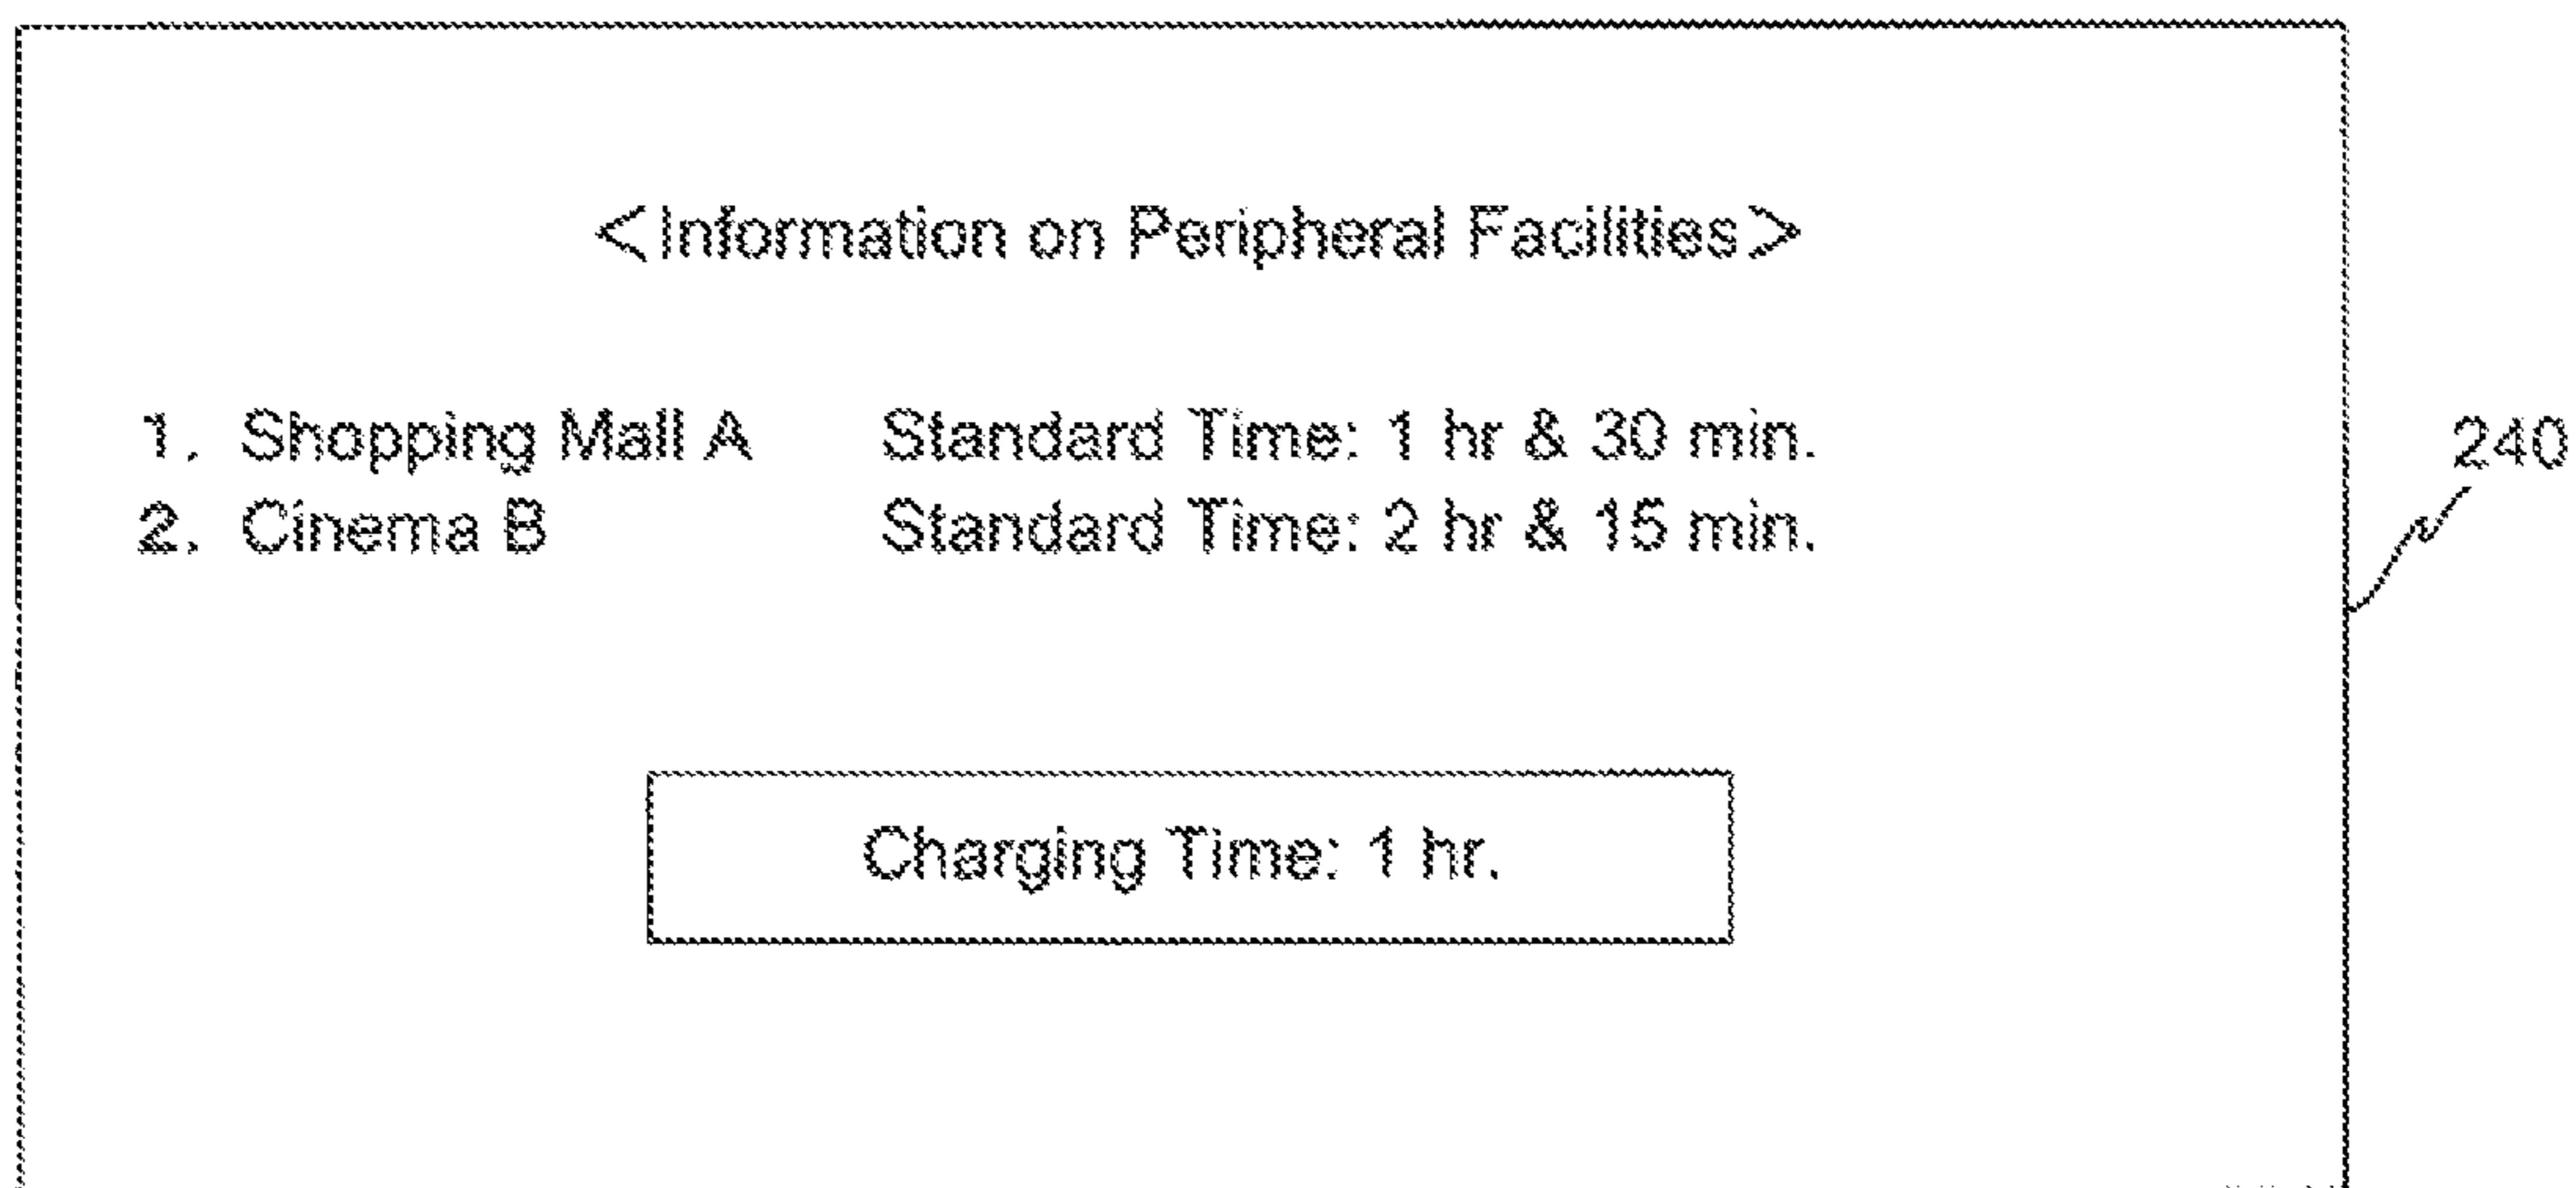 <Information on Peripheral Facilities>
1. Shopping Mall A Standard Time: 1 hr & 30 min.
2. Cinema B Standard Time: 2 hr & 15 min.
240
Charging Time: 1 hr.